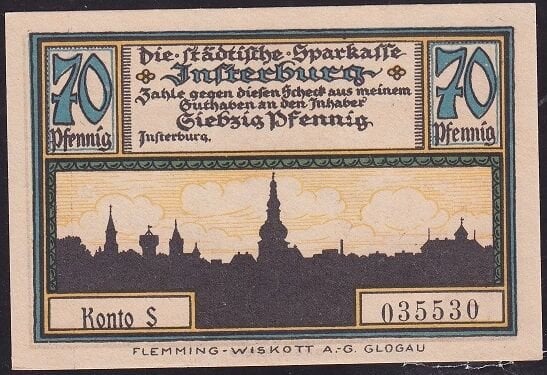 Die·städtische·Sparkasse
Insterburg
Zahle gegen diesen Scheck aus meinem
Guthaben an den Inhaber
Siebzig Pfennig.
Insterburg.
70
Pfennig
70
Pfennig
Konto S
035530
FLEMMING-WISKOTT A.-G. GLOGAU